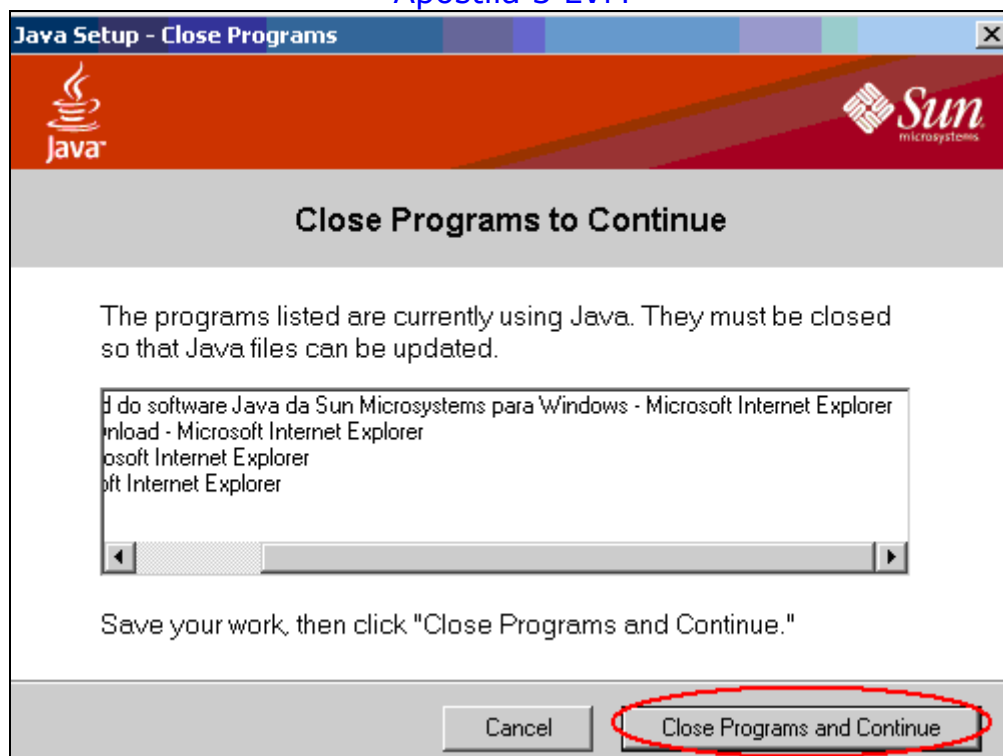 Java Setup - Close Programs
Java
Sun
microsystems
Close Programs to Continue
The programs listed are currently using Java. They must be closed
so that Java files can be updated.
do software Java da Sun Microsystems para Windows - Microsoft Internet Explorer
- Microsoft Internet Explorer
Internet Explorer
Internet Explorer
Save your work, then click "Close Programs and Continue."
Cancel
Close Programs and Continue